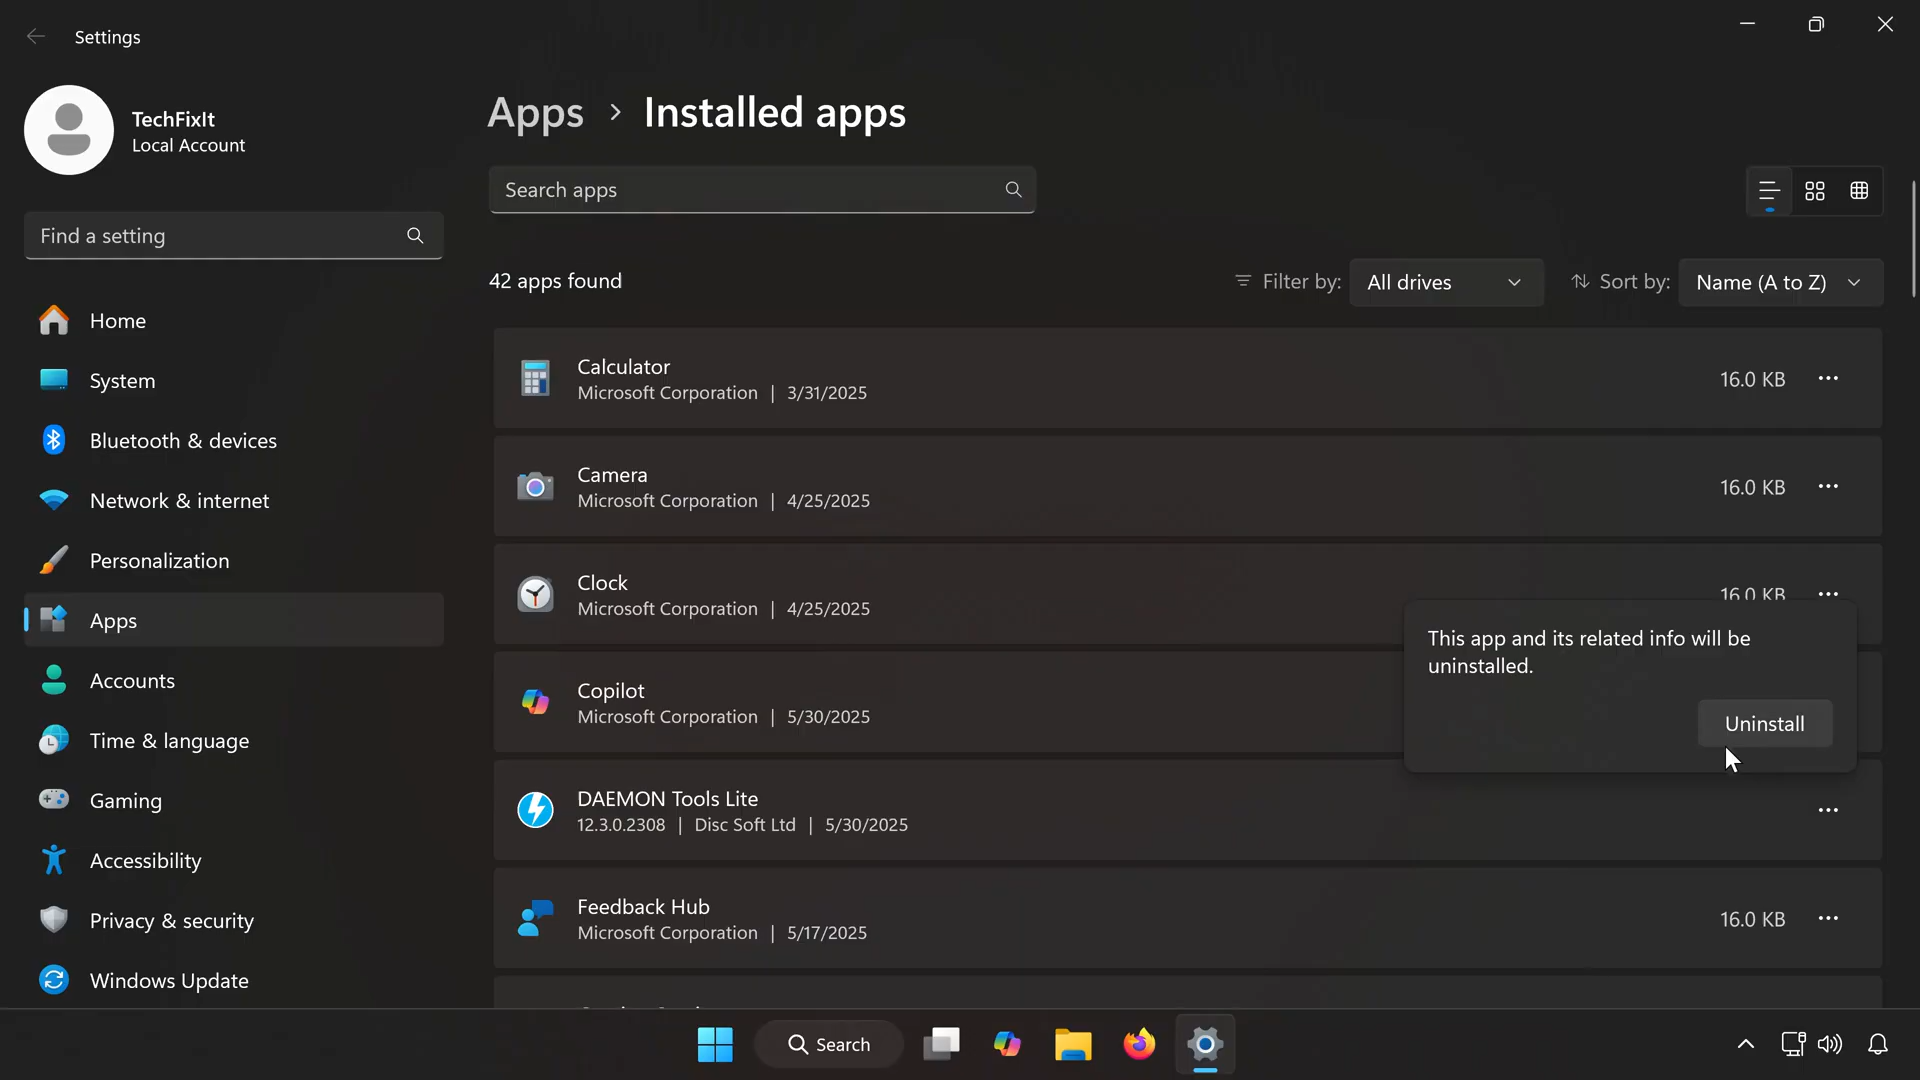 Settings
TechFixIt
Local Account
Find a setting
Home
System
Bluetooth & devices
Network & internet
Personalization
Apps
Accounts
Time & language
Gaming
Accessibility
Privacy & security
Windows Update
Apps > Installed apps
Search apps
42 apps found
Filter by: All drives
Sort by: Name (A to Z)
Calculator
Microsoft Corporation | 3/31/2025
16.0 KB
Camera
Microsoft Corporation | 4/25/2025
16.0 KB
Clock
Microsoft Corporation | 4/25/2025
16.0 KB
Copilot
Microsoft Corporation | 5/30/2025
This app and its related info will be
uninstalled.
Uninstall
DAEMON Tools Lite
12.3.0.2308 | Disc Soft Ltd | 5/30/2025
Feedback Hub
Microsoft Corporation | 5/17/2025
16.0 KB
Search